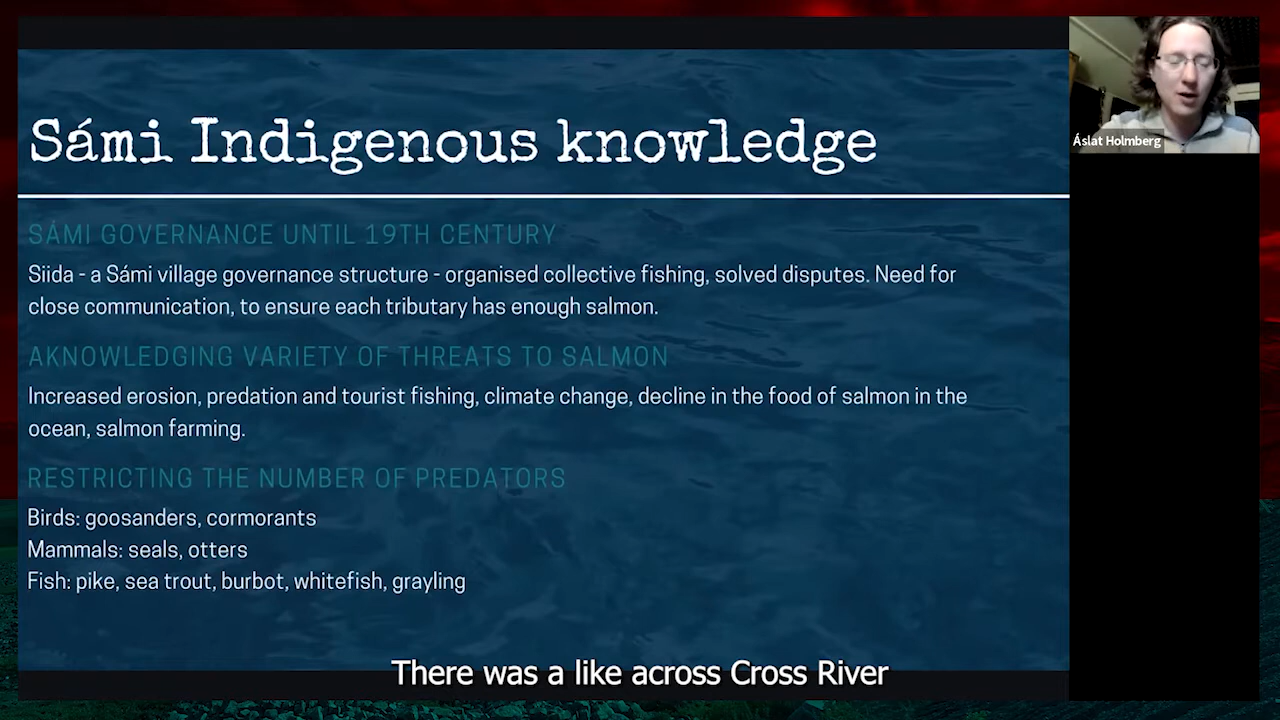 Sámi Indigenous knowledge
SÁMI GOVERNANCE UNTIL 19TH CENTURY
Siida - a Sámi village governance structure - organised collective fishing, solved disputes. Need for
close communication, to ensure each tributary has enough salmon.
AKNOWLEDGING VARIETY OF THREATS TO SALMON
Increased erosion, predation and tourist fishing, climate change, decline in the food of salmon in the
ocean, salmon farming.
RESTRICTING THE NUMBER OF PREDATORS
Birds: goosanders, cormorants
Mammals: seals, otters
Fish: pike, sea trout, burbot, whitefish, grayling
Áslat Holmberg
There was a like across Cross River